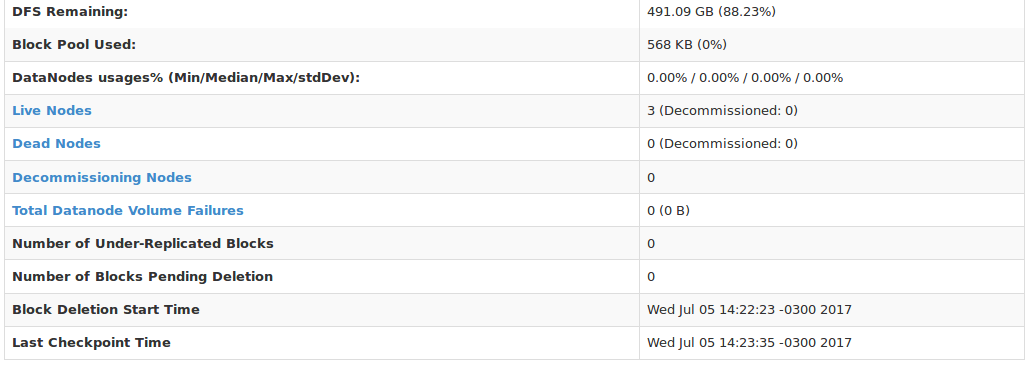 DFS Remaining: 491.09 GB (88.23%)
Block Pool Used: 568 KB (0%)
DataNodes usages% (Min/Median/Max/stdDev): 0.00% / 0.00% / 0.00% / 0.00%
Live Nodes 3 (Decommissioned: 0)
Dead Nodes 0 (Decommissioned: 0)
Decommissioning Nodes 0
Total Datanode Volume Failures 0 (0 B)
Number of Under-Replicated Blocks 0
Number of Blocks Pending Deletion 0
Block Deletion Start Time Wed Jul 05 14:22:23 -0300 2017
Last Checkpoint Time Wed Jul 05 14:23:35 -0300 2017